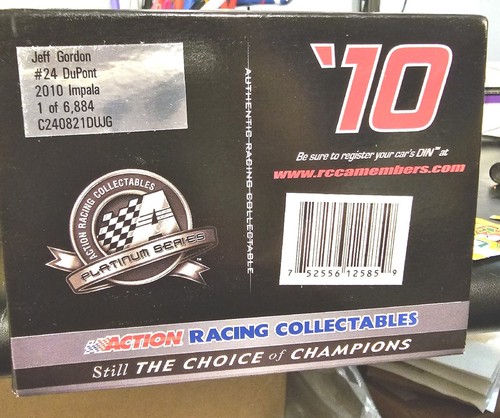 Jeff Gordon
#24 DuPont
2010 Impala
1 of 6,884
C240821DUJG
AUTHENTIC RACING COLLECTABLE
'10
Be sure to register your car's DIN™ at
www.rccamembers.com
ACTION RACING COLLECTABLES
PLATINUM SERIES™
7 52556 12585 9
ACTION RACING COLLECTABLES
Still THE CHOICE of CHAMPIONS